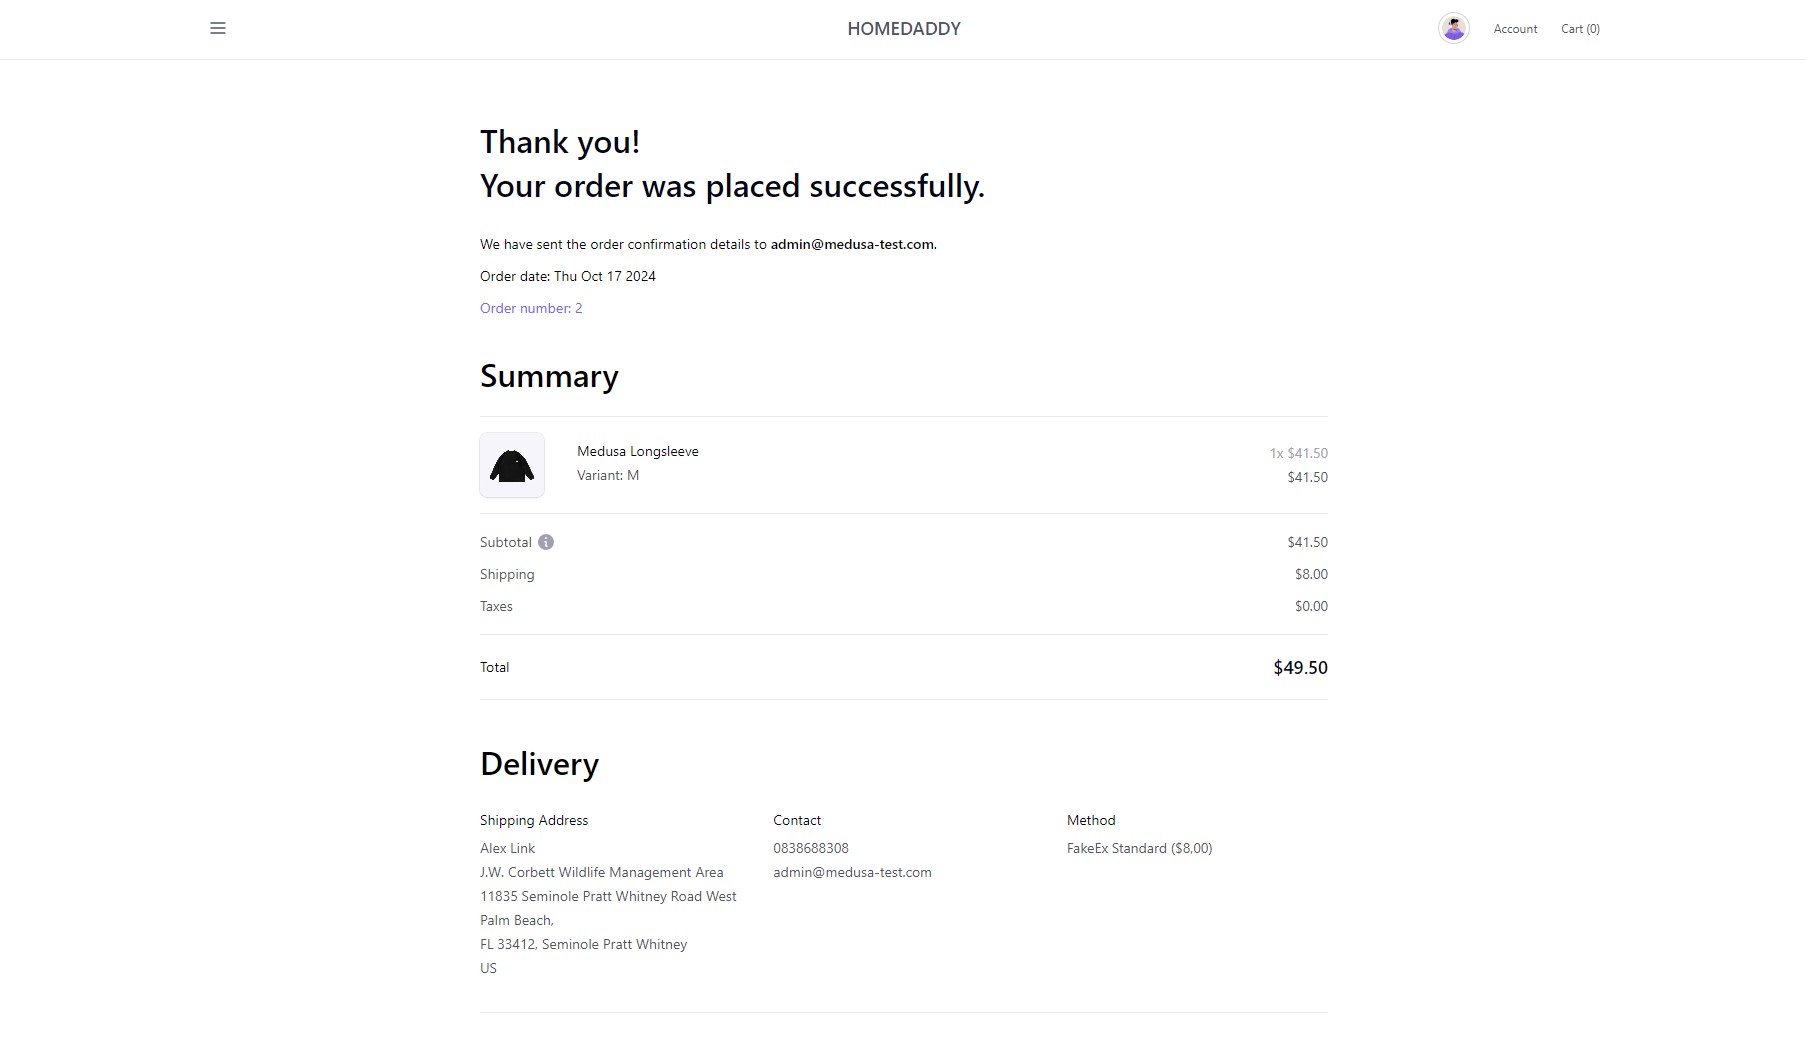 HOMEDADDY
Account
Cart (0)
Thank you!
Your order was placed successfully.
We have sent the order confirmation details to admin@medusa-test.com.
Order date: Thu Oct 17 2024
Order number: 2
Summary
Medusa Longsleeve
1x $41.50
Variant: M
$41.50
Subtotal
$41.50
Shipping
$8.00
Taxes
$0.00
Total
$49.50
Delivery
Shipping Address
Alex Link
J.W. Corbett Wildlife Management Area
11835 Seminole Pratt Whitney Road West
Palm Beach,
FL 33412, Seminole Pratt Whitney
US
Contact
0838688308
admin@medusa-test.com
Method
FakeEx Standard ($8,00)